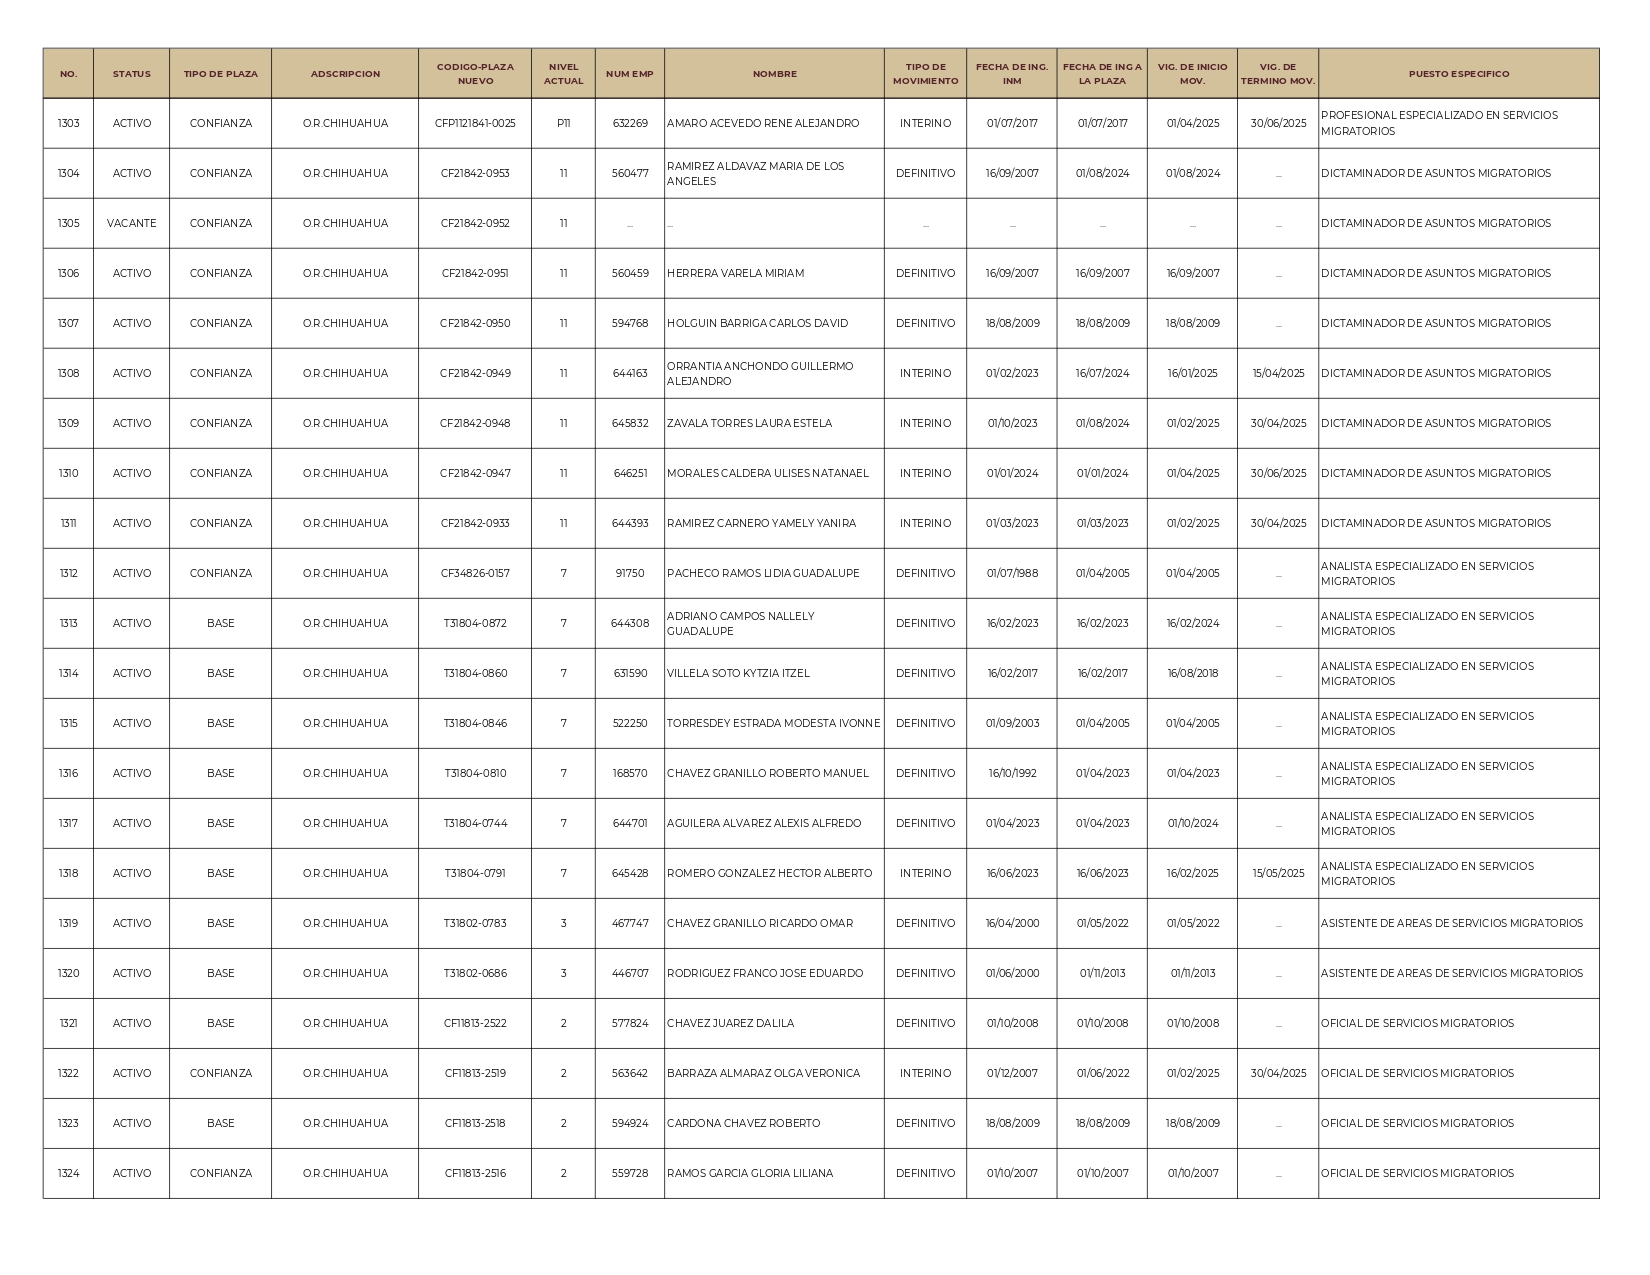 NO. STATUS TIPO DE PLAZA ADSCRIPCION CODIGO-PLAZA NUEVO NIVEL ACTUAL NUM EMP NOMBRE TIPO DE MOVIMIENTO FECHA DE ING. INM FECHA DE ING A LA PLAZA VIG. DE INICIO MOV. VIG. DE TERMINO MOV. PUESTO ESPECIFICO
1303 ACTIVO CONFIANZA O.R.CHIHUAHUA CFP1121841-0025 P11 632269 AMARO ACEVEDO RENE ALEJANDRO INTERINO 01/07/2017 01/07/2017 01/04/2025 30/06/2025 PROFESIONAL ESPECIALIZADO EN SERVICIOS MIGRATORIOS
1304 ACTIVO CONFIANZA O.R.CHIHUAHUA CF21842-0953 11 560477 RAMIREZ ALDAVAZ MARIA DE LOS ANGELES DEFINITIVO 16/09/2007 01/08/2024 01/08/2024 ... DICTAMINADOR DE ASUNTOS MIGRATORIOS
1305 VACANTE CONFIANZA O.R.CHIHUAHUA CF21842-0952 11 ... ... ... ... ... ... ... DICTAMINADOR DE ASUNTOS MIGRATORIOS
1306 ACTIVO CONFIANZA O.R.CHIHUAHUA CF21842-0951 11 560459 HERRERA VARELA MIRIAM DEFINITIVO 16/09/2007 16/09/2007 16/09/2007 ... DICTAMINADOR DE ASUNTOS MIGRATORIOS
1307 ACTIVO CONFIANZA O.R.CHIHUAHUA CF21842-0950 11 594768 HOLGUIN BARRIGA CARLOS DAVID DEFINITIVO 18/08/2009 18/08/2009 18/08/2009 ... DICTAMINADOR DE ASUNTOS MIGRATORIOS
1308 ACTIVO CONFIANZA O.R.CHIHUAHUA CF21842-0949 11 644163 ORRANTIA ANCHONDO GUILLERMO ALEJANDRO INTERINO 01/02/2023 16/07/2024 16/01/2025 15/04/2025 DICTAMINADOR DE ASUNTOS MIGRATORIOS
1309 ACTIVO CONFIANZA O.R.CHIHUAHUA CF21842-0948 11 645832 ZAVALA TORRES LAURA ESTELA INTERINO 01/10/2023 01/08/2024 01/02/2025 30/04/2025 DICTAMINADOR DE ASUNTOS MIGRATORIOS
1310 ACTIVO CONFIANZA O.R.CHIHUAHUA CF21842-0947 11 646251 MORALES CALDERA ULISES NATANAEL INTERINO 01/01/2024 01/01/2024 01/04/2025 30/06/2025 DICTAMINADOR DE ASUNTOS MIGRATORIOS
1311 ACTIVO CONFIANZA O.R.CHIHUAHUA CF21842-0933 11 644393 RAMIREZ CARNERO YAMELY YANIRA INTERINO 01/03/2023 01/03/2023 01/02/2025 30/04/2025 DICTAMINADOR DE ASUNTOS MIGRATORIOS
1312 ACTIVO CONFIANZA O.R.CHIHUAHUA CF34826-0157 7 91750 PACHECO RAMOS LIDIA GUADALUPE DEFINITIVO 01/07/1988 01/04/2005 01/04/2005 ... ANALISTA ESPECIALIZADO EN SERVICIOS MIGRATORIOS
1313 ACTIVO BASE O.R.CHIHUAHUA T31804-0872 7 644308 ADRIANO CAMPOS NALLELY GUADALUPE DEFINITIVO 16/02/2023 16/02/2023 16/02/2024 ... ANALISTA ESPECIALIZADO EN SERVICIOS MIGRATORIOS
1314 ACTIVO BASE O.R.CHIHUAHUA T31804-0860 7 631590 VILLELA SOTO KYTZIA ITZEL DEFINITIVO 16/02/2017 16/02/2017 16/08/2018 ... ANALISTA ESPECIALIZADO EN SERVICIOS MIGRATORIOS
1315 ACTIVO BASE O.R.CHIHUAHUA T31804-0846 7 522250 TORRESDEY ESTRADA MODESTA IVONNE DEFINITIVO 01/09/2003 01/04/2005 01/04/2005 ... ANALISTA ESPECIALIZADO EN SERVICIOS MIGRATORIOS
1316 ACTIVO BASE O.R.CHIHUAHUA T31804-0810 7 168570 CHAVEZ GRANILLO ROBERTO MANUEL DEFINITIVO 16/10/1992 01/04/2023 01/04/2023 ... ANALISTA ESPECIALIZADO EN SERVICIOS MIGRATORIOS
1317 ACTIVO BASE O.R.CHIHUAHUA T31804-0744 7 644701 AGUILERA ALVAREZ ALEXIS ALFREDO DEFINITIVO 01/04/2023 01/04/2023 01/10/2024 ... ANALISTA ESPECIALIZADO EN SERVICIOS MIGRATORIOS
1318 ACTIVO BASE O.R.CHIHUAHUA T31804-0791 7 645428 ROMERO GONZALEZ HECTOR ALBERTO INTERINO 16/06/2023 16/06/2023 16/02/2025 15/05/2025 ANALISTA ESPECIALIZADO EN SERVICIOS MIGRATORIOS
1319 ACTIVO BASE O.R.CHIHUAHUA T31802-0783 3 467747 CHAVEZ GRANILLO RICARDO OMAR DEFINITIVO 16/04/2000 01/05/2022 01/05/2022 ... ASISTENTE DE AREAS DE SERVICIOS MIGRATORIOS
1320 ACTIVO BASE O.R.CHIHUAHUA T31802-0686 3 446707 RODRIGUEZ FRANCO JOSE EDUARDO DEFINITIVO 01/06/2000 01/11/2013 01/11/2013 ... ASISTENTE DE AREAS DE SERVICIOS MIGRATORIOS
1321 ACTIVO BASE O.R.CHIHUAHUA CF11813-2522 2 577824 CHAVEZ JUAREZ DALILA DEFINITIVO 01/10/2008 01/10/2008 01/10/2008 ... OFICIAL DE SERVICIOS MIGRATORIOS
1322 ACTIVO CONFIANZA O.R.CHIHUAHUA CF11813-2519 2 563642 BARRAZA ALMARAZ OLGA VERONICA INTERINO 01/12/2007 01/06/2022 01/02/2025 30/04/2025 OFICIAL DE SERVICIOS MIGRATORIOS
1323 ACTIVO BASE O.R.CHIHUAHUA CF11813-2518 2 594924 CARDONA CHAVEZ ROBERTO DEFINITIVO 18/08/2009 18/08/2009 18/08/2009 ... OFICIAL DE SERVICIOS MIGRATORIOS
1324 ACTIVO CONFIANZA O.R.CHIHUAHUA CF11813-2516 2 559728 RAMOS GARCIA GLORIA LILIANA DEFINITIVO 01/10/2007 01/10/2007 01/10/2007 ... OFICIAL DE SERVICIOS MIGRATORIOS